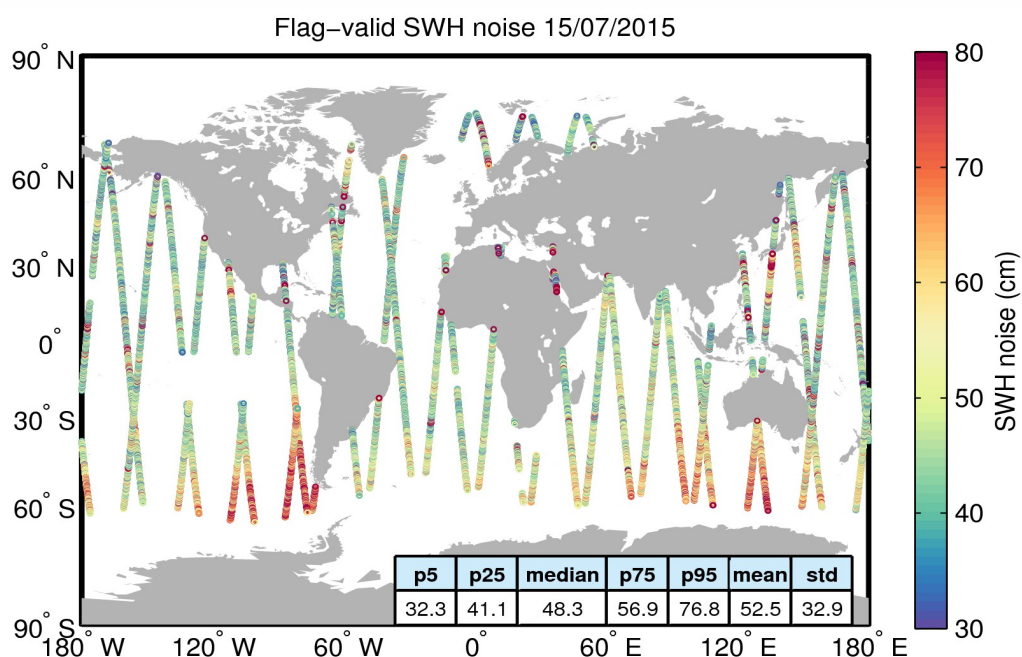 Flag−valid SWH noise 15/07/2015
90° N
60° N
30° N
0°
30° S
60° S
90° S
180° W
120° W
60° W
0°
60° E
120° E
180° E
80
70
60
50
40
30
SWH noise (cm)
p5 p25 median p75 p95 mean std
32.3 41.1 48.3 56.9 76.8 52.5 32.9